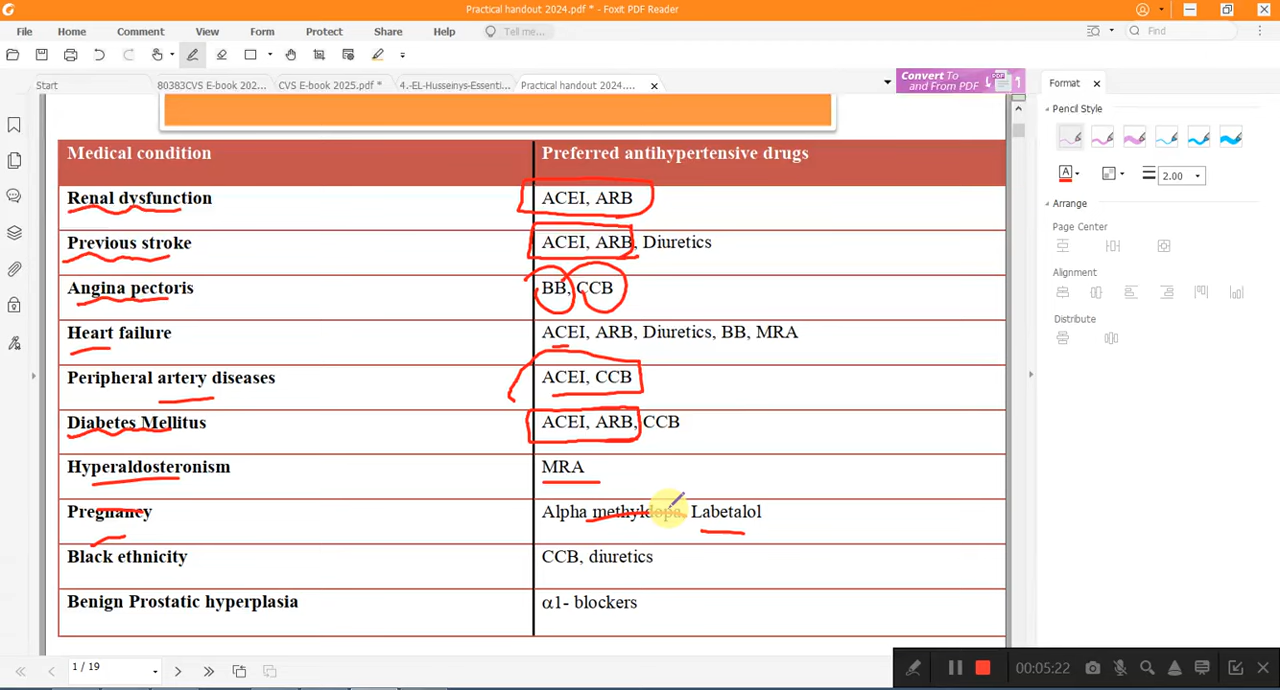 Practical handout 2024.pdf * - Foxit PDF Reader
File Home Comment View Form Protect Share Help Tell me... Find
Start 80383CVS E-book 202... CVS E-book 2025.pdf * 4.-EL-Husseinys-Essenti... Practical handout 2024....
Convert To
and From PDF
PDF
Format
Pencil Style
2.00
Arrange
Page Center
Alignment
Distribute
Medical condition Preferred antihypertensive drugs
Renal dysfunction ACEI, ARB
Previous stroke ACEI, ARB, Diuretics
Angina pectoris BB, CCB
Heart failure ACEI, ARB, Diuretics, BB, MRA
Peripheral artery diseases ACEI, CCB
Diabetes Mellitus ACEI, ARB, CCB
Hyperaldosteronism MRA
Pregnancy Alpha methyldopa, Labetalol
Black ethnicity CCB, diuretics
Benign Prostatic hyperplasia α1- blockers
1 / 19
00:05:22